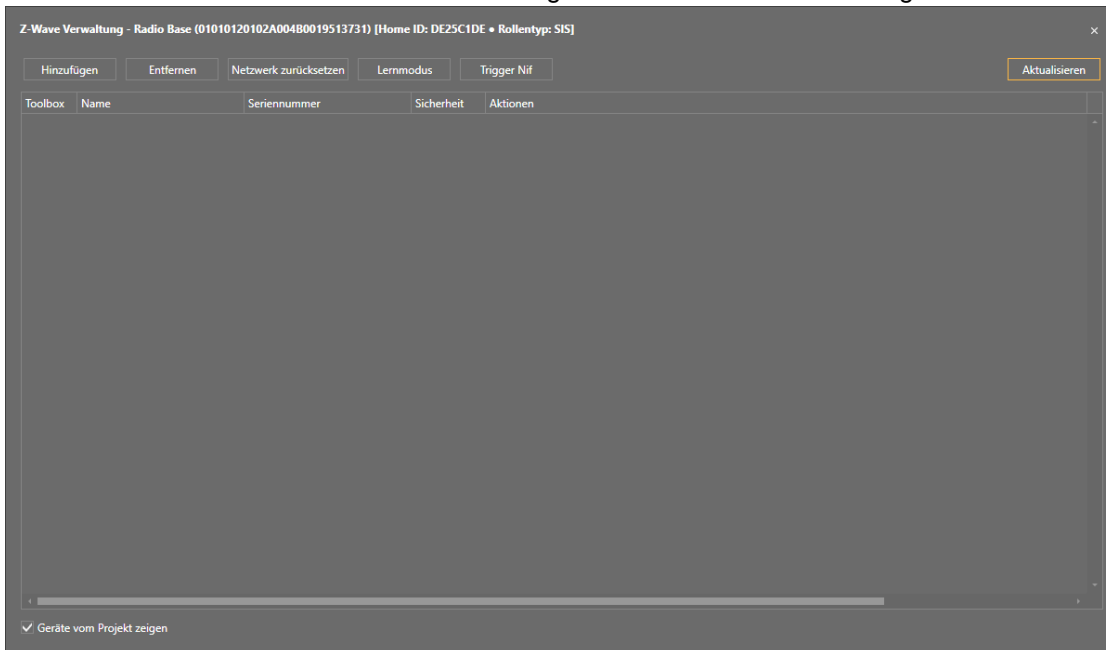 Z-Wave Verwaltung - Radio Base (01010120102A004B0019513731) [Home ID: DE25C1DE • Rollentyp: SIS]
Hinzufügen Entfernen Netzwerk zurücksetzen Lernmodus Trigger Nif Aktualisieren
Toolbox Name Seriennummer Sicherheit Aktionen
Geräte vom Projekt zeigen